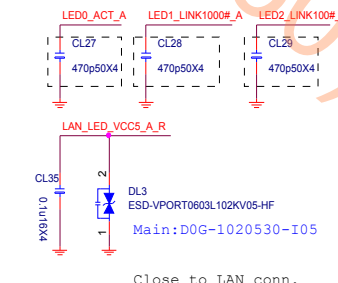 LED0_ACT_A LED1_LINK1000#_A LED2_LINK100#_
CL27 CL28 CL29
470p50X4 470p50X4 470p50X4
LAN_LED_VCC5_A_R
CL35
0.1u16X4
2
DL3
ESD-VPORT0603L102KV05-HF
1
Main:D0G-1020530-I05
Close to LAN conn.